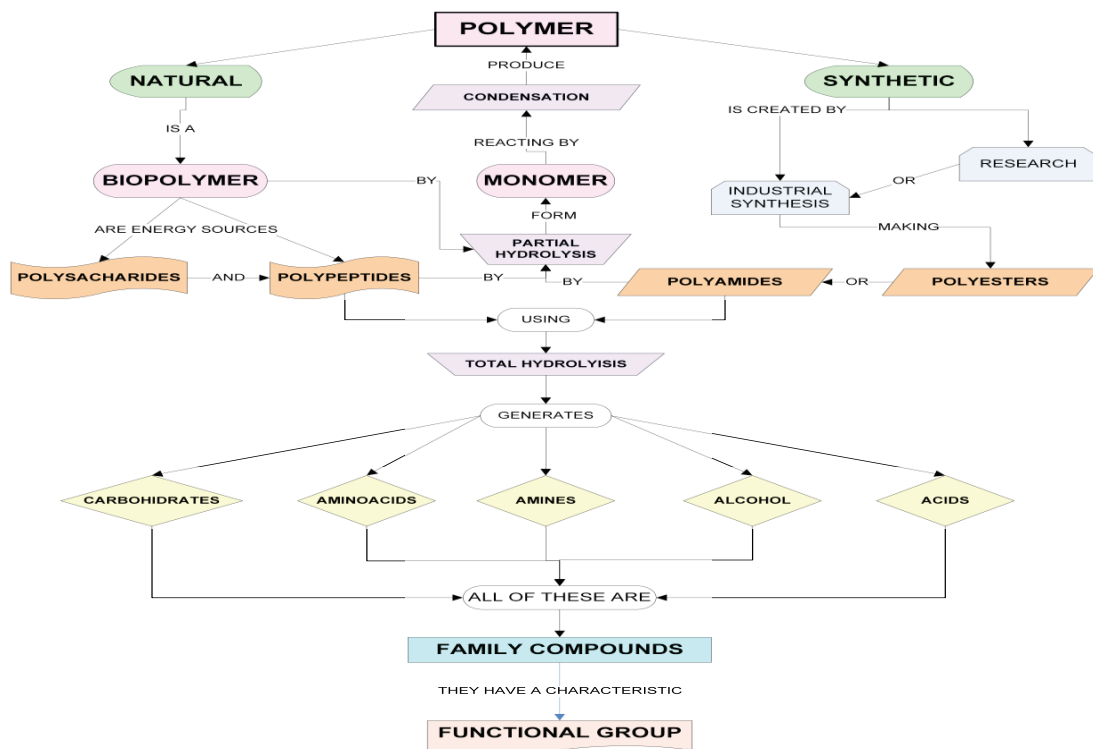 POLYMER
PRODUCE
NATURAL
SYNTHETIC
CONDENSATION
IS CREATED BY
IS A
REACTING BY
RESEARCH
BIOPOLYMER
BY
MONOMER
OR
INDUSTRIAL
SYNTHESIS
FORM
ARE ENERGY SOURCES
MAKING
PARTIAL
HYDROLYSIS
POLYSACHARIDES
AND
POLYPEPTIDES
BY
BY
POLYAMIDES
OR
POLYESTERS
USING
TOTAL HYDROLYISIS
GENERATES
CARBOHIDRATES
AMINOACIDS
AMINES
ALCOHOL
ACIDS
ALL OF THESE ARE
FAMILY COMPOUNDS
THEY HAVE A CHARACTERISTIC
FUNCTIONAL GROUP